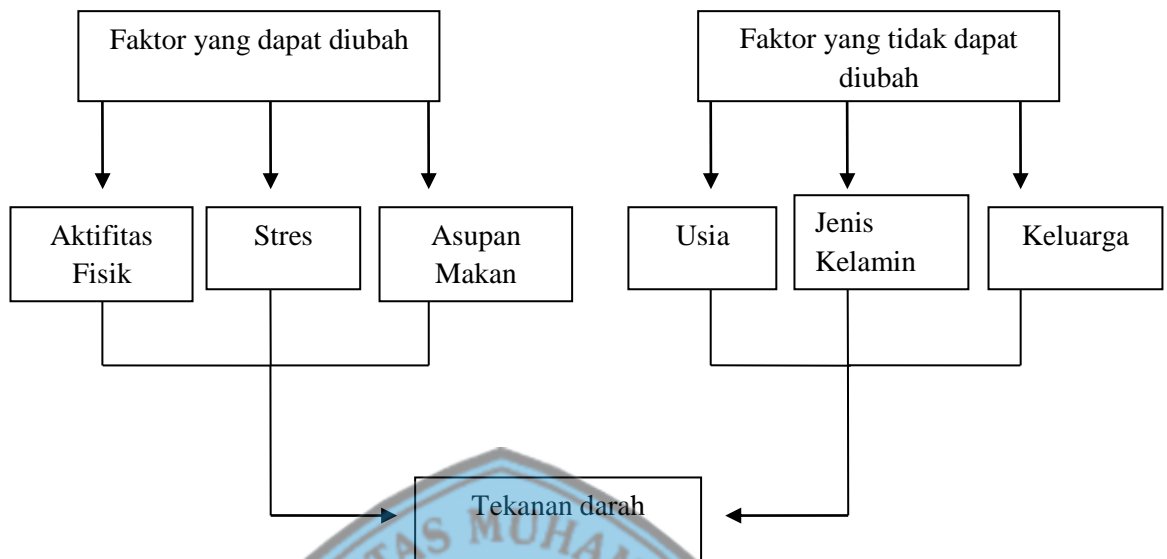 Faktor yang dapat diubah
Faktor yang tidak dapat
diubah
Aktifitas
Fisik
Stres
Asupan
Makan
Usia
Jenis
Kelamin
Keluarga
Tekanan darah